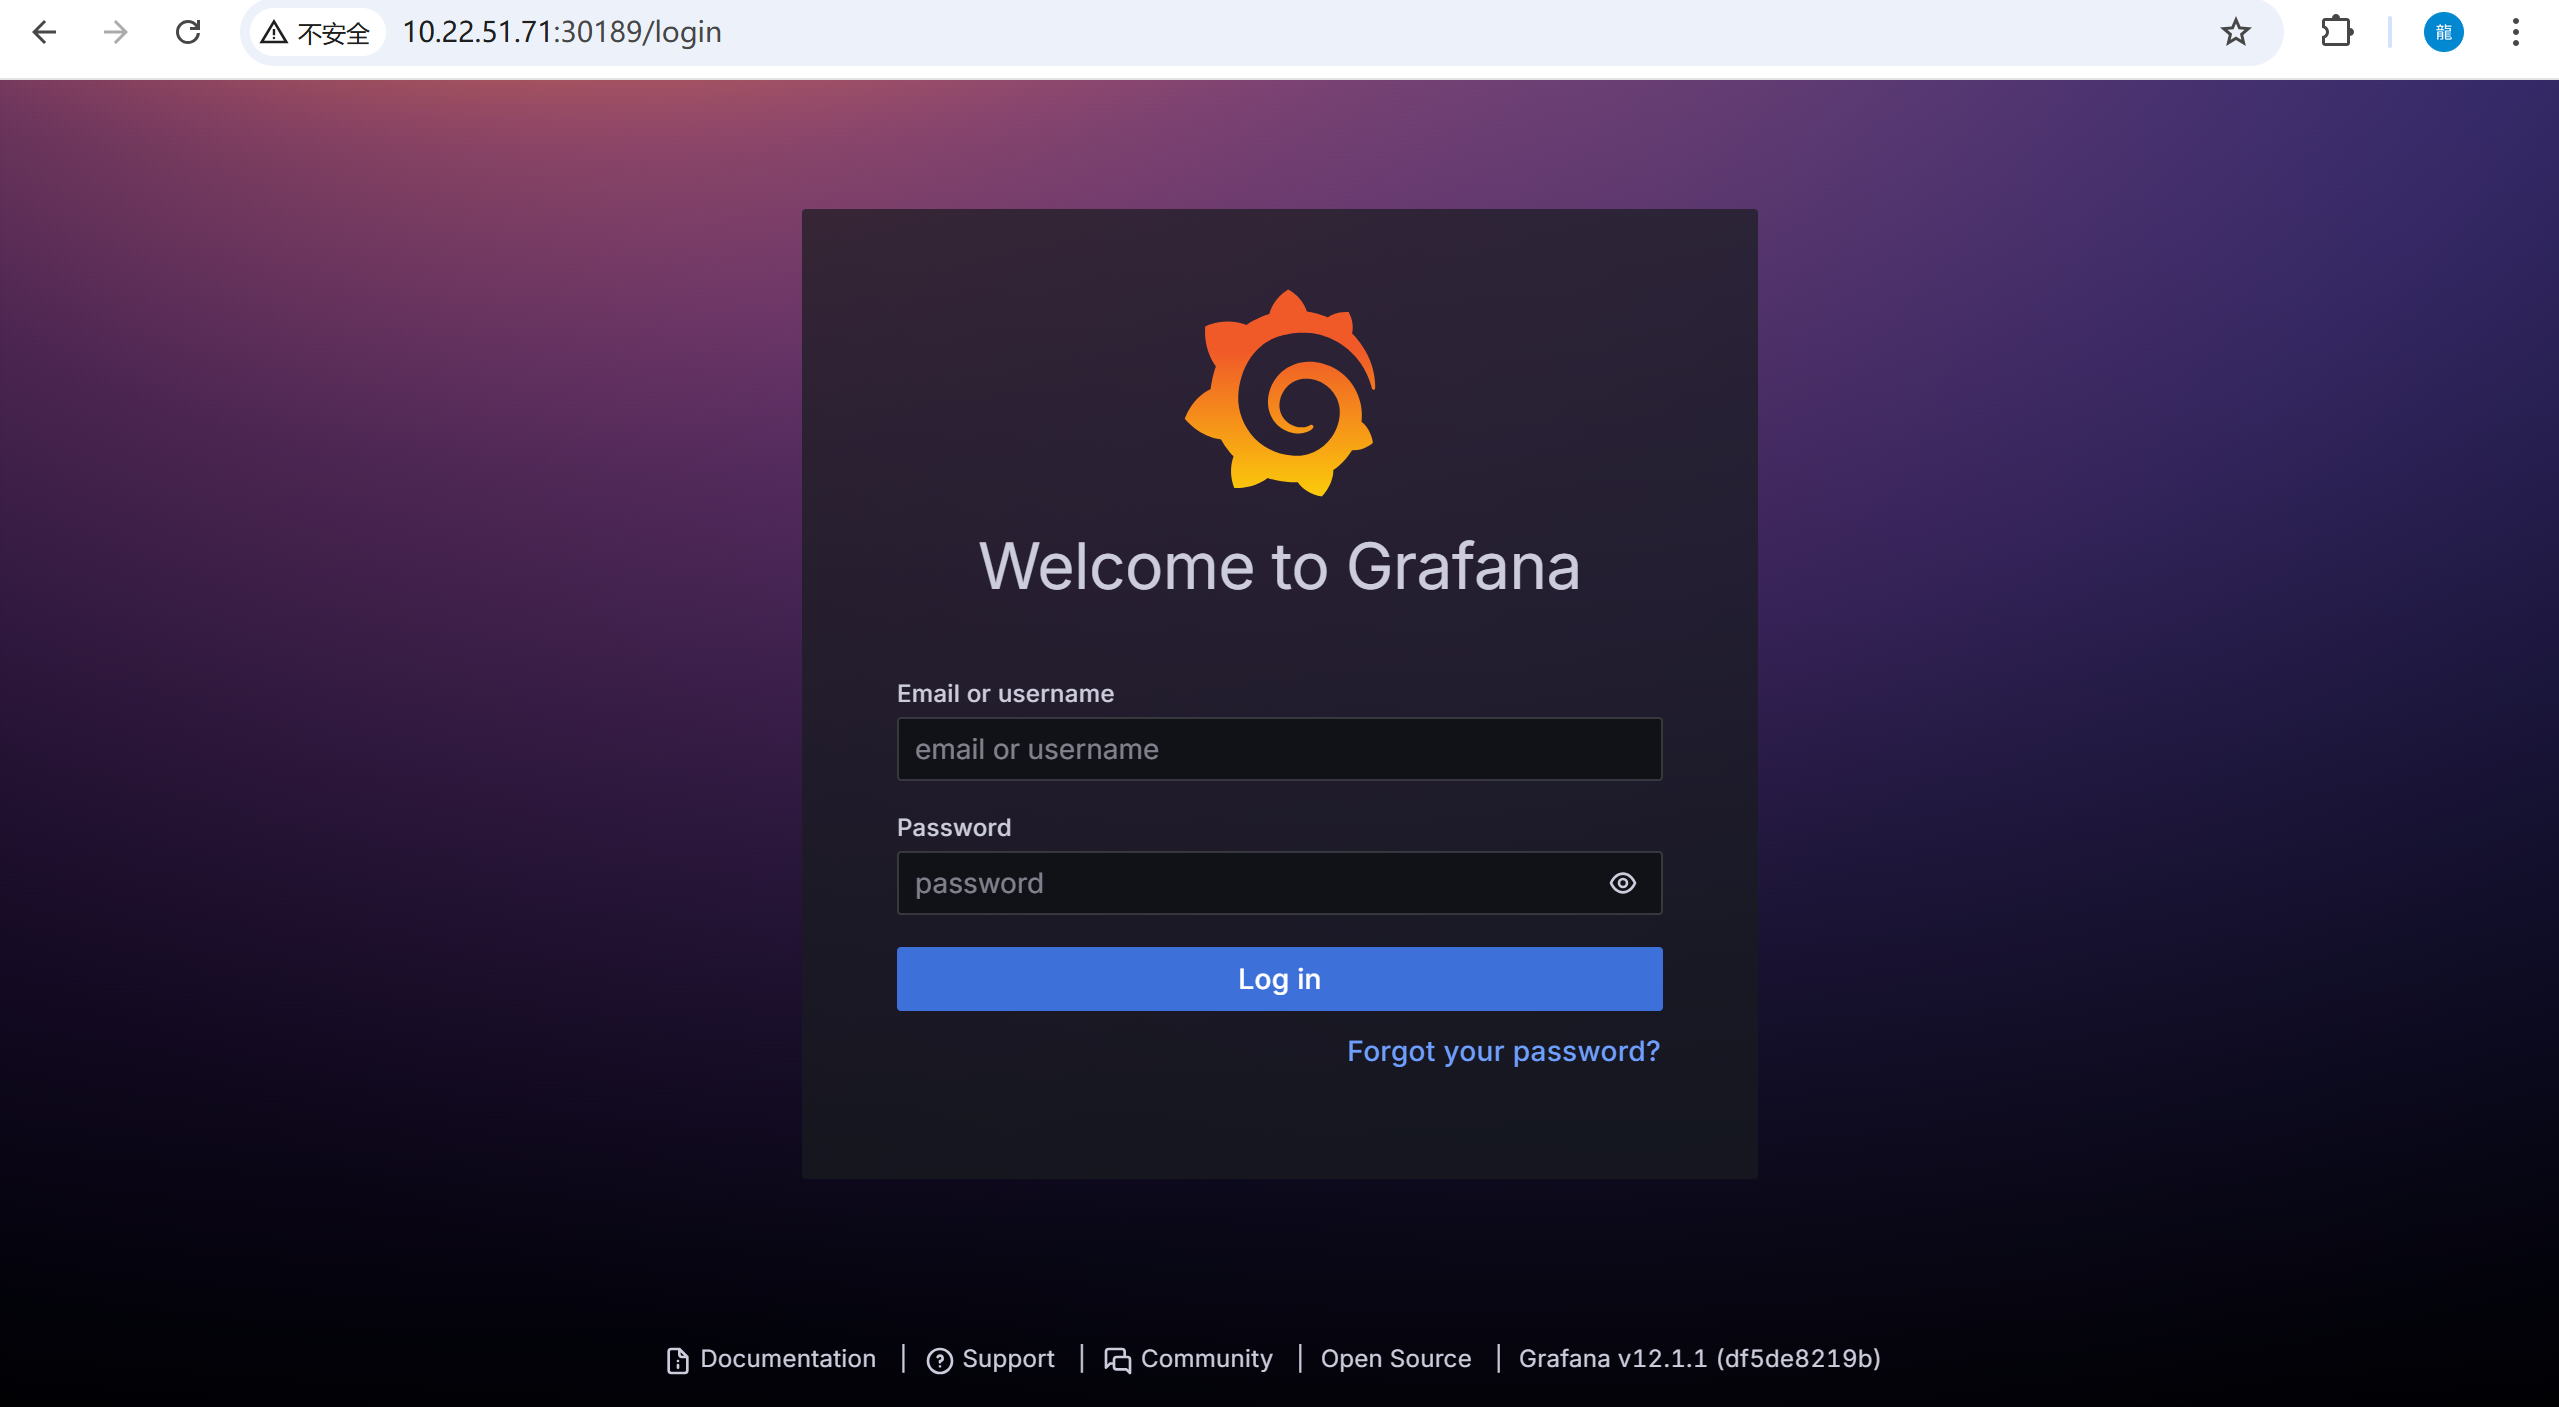 不安全 10.22.51.71:30189/login 龍
Welcome to Grafana
Email or username
email or username
Password
password
Log in
Forgot your password?
Documentation | Support | Community | Open Source | Grafana v12.1.1 (df5de8219b)